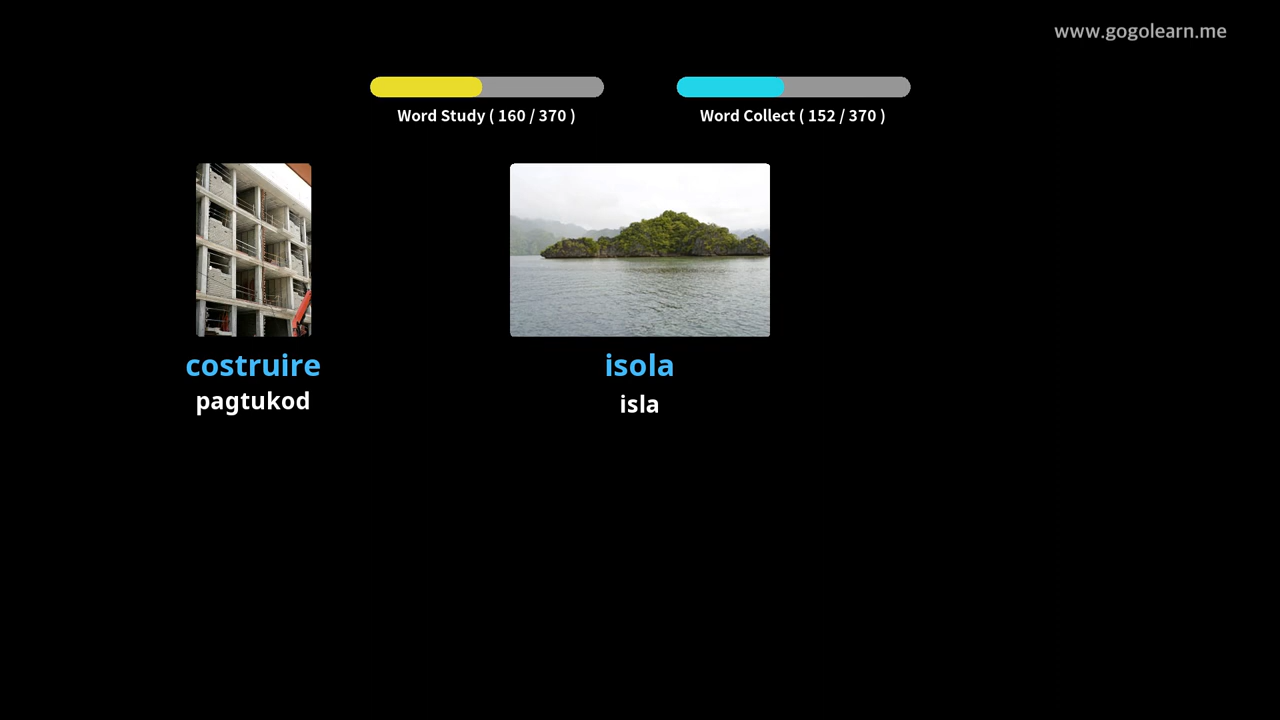 www.gogolearn.me
Word Study ( 160 / 370 )
Word Collect ( 152 / 370 )
costruire
pagtukod
isola
isla